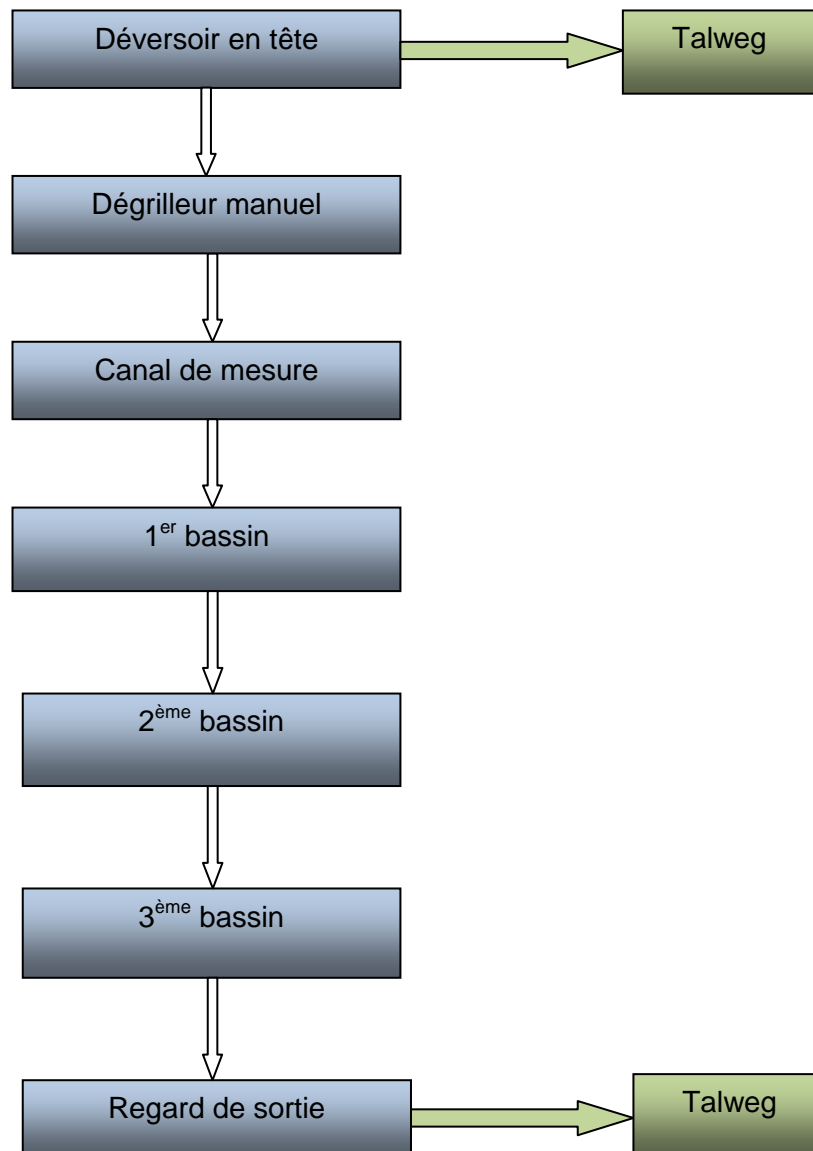 Déversoir en tête
Talweg
Dégrilleur manuel
Canal de mesure
1er bassin
2ème bassin
3ème bassin
Regard de sortie
Talweg